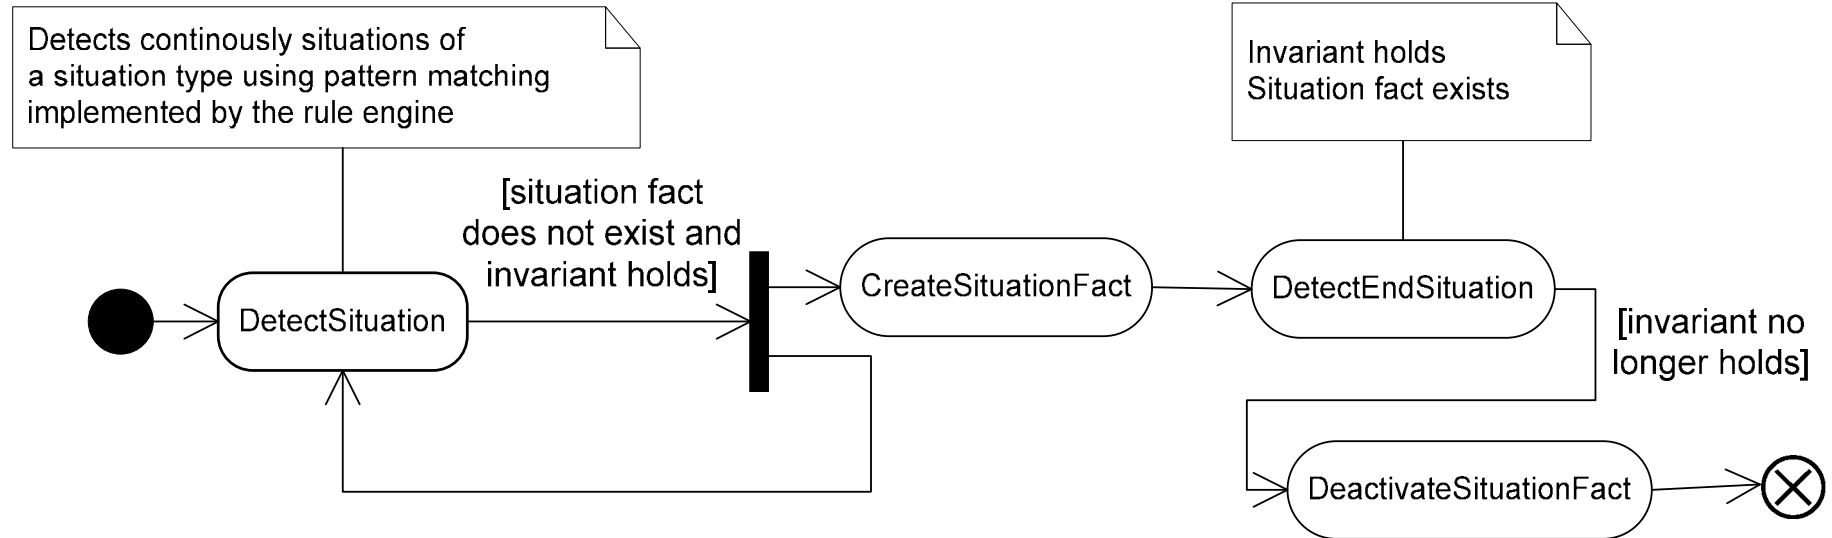 Detects continously situations of
a situation type using pattern matching
implemented by the rule engine
Invariant holds
Situation fact exists
[situation fact
does not exist and
invariant holds]
DetectSituation
CreateSituationFact
DetectEndSituation
[invariant no
longer holds]
DeactivateSituationFact